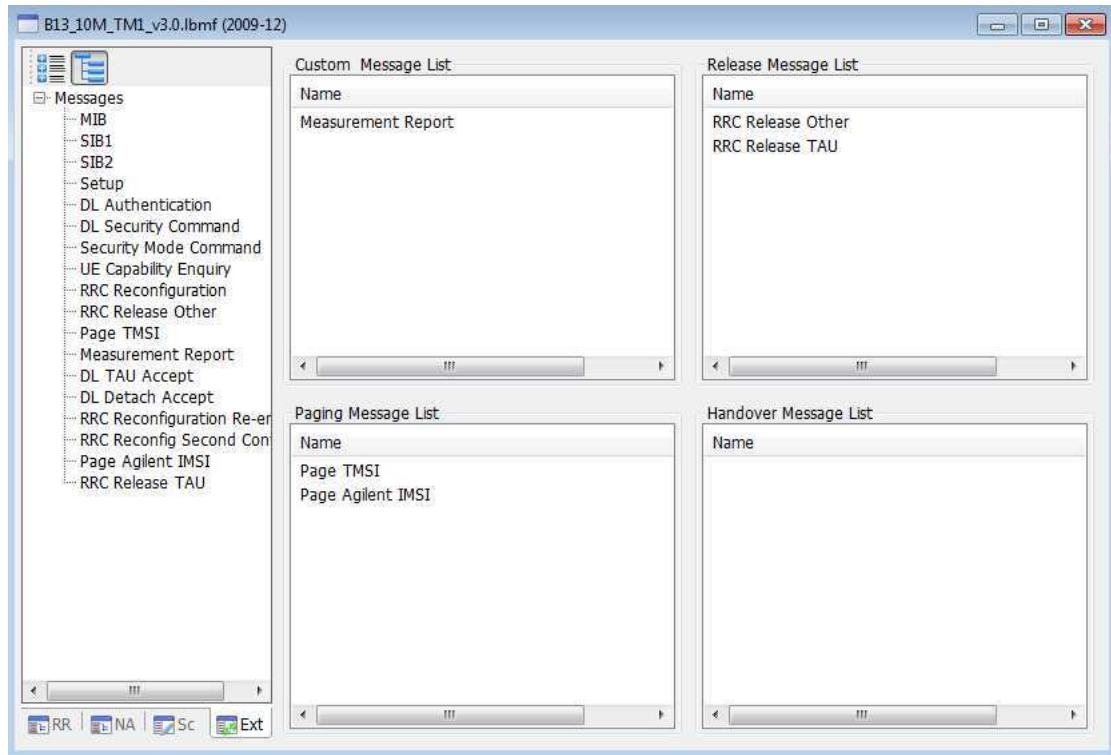 B13_10M_TM1_v3.0.lbmf (2009-12)
Messages
MIB
SIB1
SIB2
Setup
DL Authentication
DL Security Command
Security Mode Command
UE Capability Enquiry
RRC Reconfiguration
RRC Release Other
Page TMSI
Measurement Report
DL TAU Accept
DL Detach Accept
RRC Reconfiguration Re-er
RRC Reconfig Second Con
Page Agilent IMSI
RRC Release TAU
RR
NA
Sc
Ext
Custom Message List
Name
Measurement Report
Release Message List
Name
RRC Release Other
RRC Release TAU
Paging Message List
Name
Page TMSI
Page Agilent IMSI
Handover Message List
Name